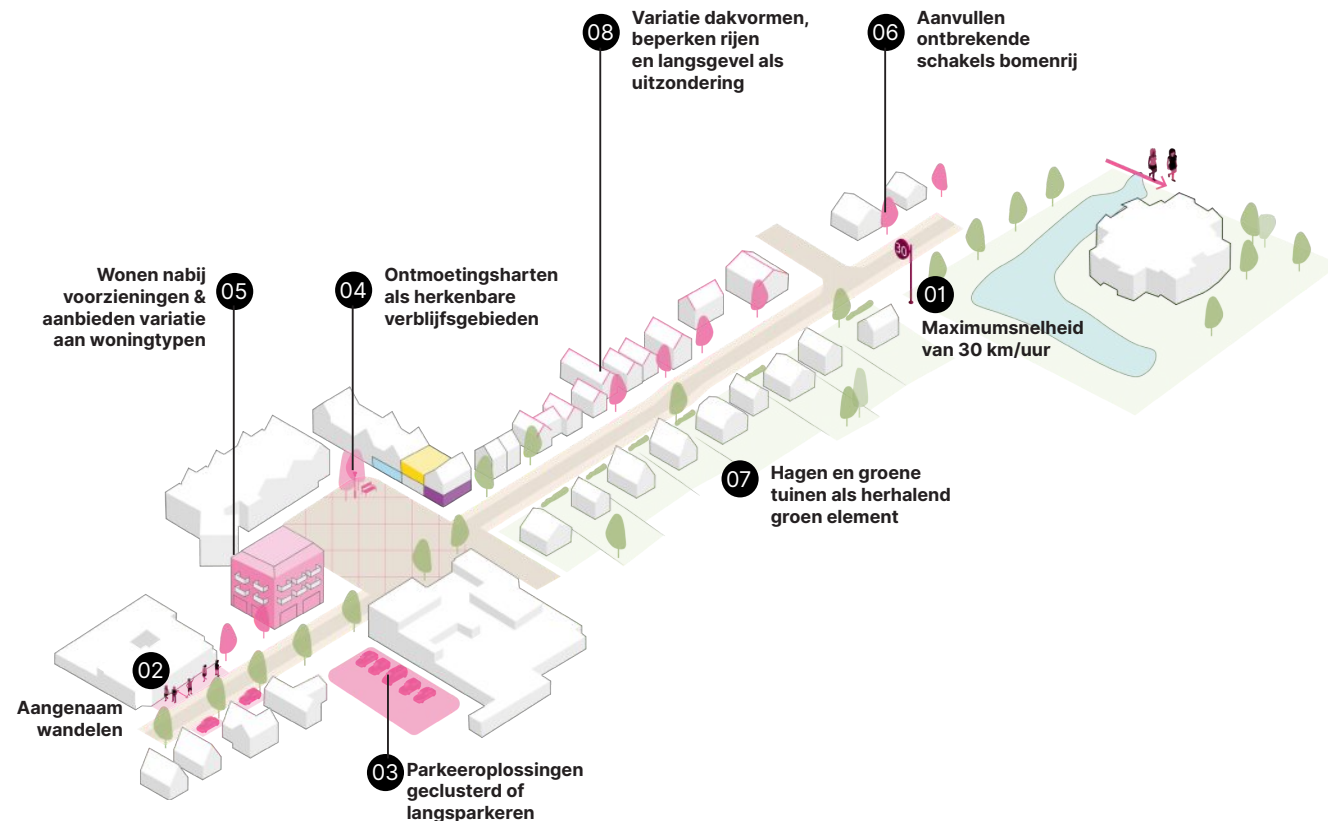 08
Variatie dakvormen,
beperken rijen
en langsgevel als
uitzondering
06
Aanvullen
ontbrekende
schakels bomenrij
Wonen nabij
voorzieningen &
aanbieden variatie
aan woningtypen
05
04
Ontmoetingsharten
als herkenbare
verblijfsgebieden
30
01
Maximumsnelheid
van 30 km/uur
07
Hagen en groene
tuinen als herhalend
groen element
02
Aangenaam
wandelen
03
Parkeeroplossingen
geclusterd of
langsparkeren